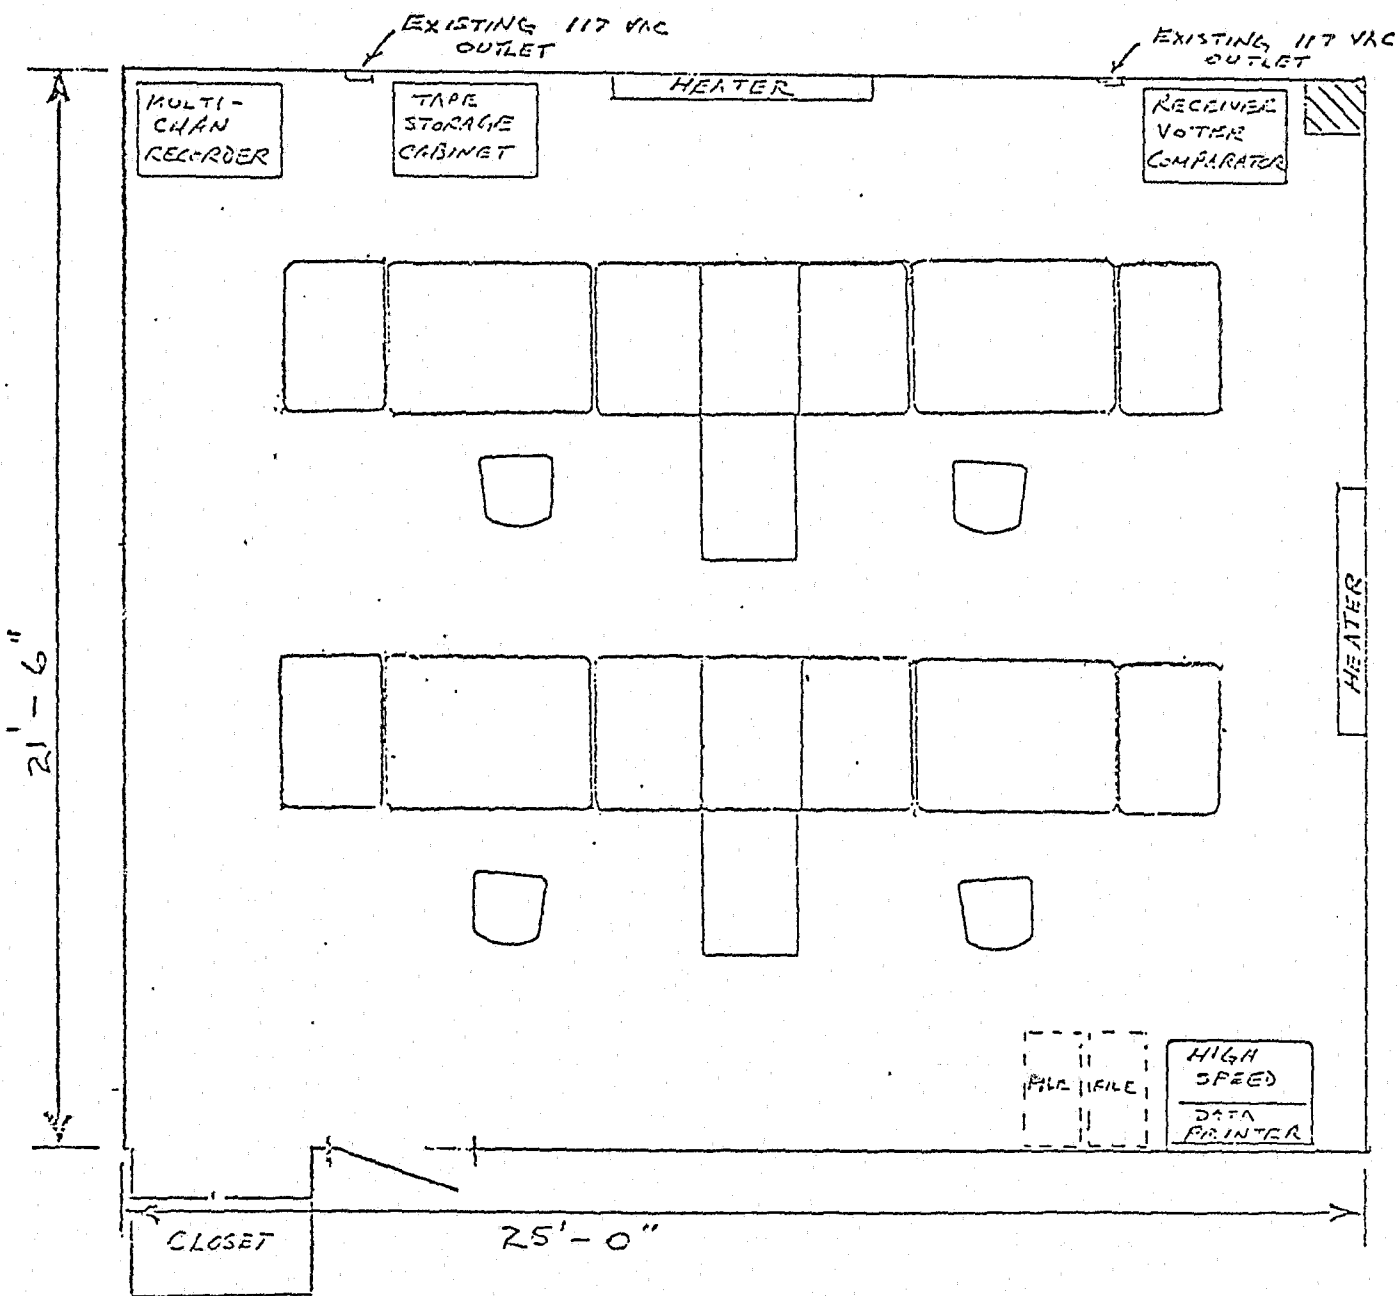 EXISTING 117 VAC
OUTLET
EXISTING 117 VAC
OUTLET
MULTI-
CHAN
RECORDER
TAPE
STORAGE
CABINET
HEATER
RECEIVER
VOTER
COMPARATOR
HEATER
21'-6"
FILE
FILE
HIGH
SPEED
DATA
PRINTER
CLOSET
25'-0"